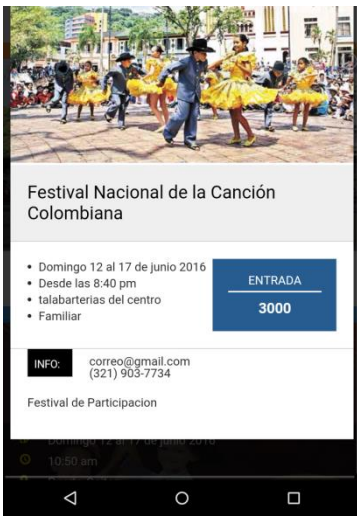 Festival Nacional de la Canción
Colombiana
Domingo 12 al 17 de junio 2016
Desde las 8:40 pm
talabarterias del centro
Familiar
ENTRADA
3000
INFO:
correo@gmail.com
(321) 903-7734
Festival de Participacion
Domingo 12 al 17 de junio 2016
10:50 am